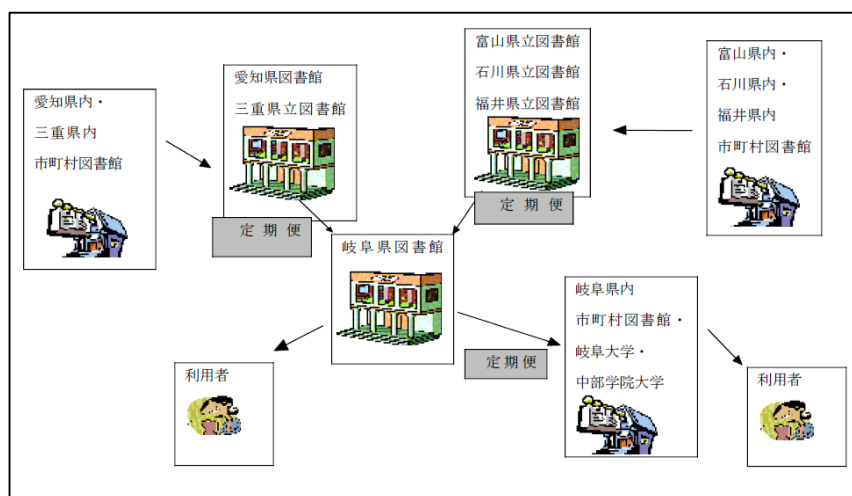 愛知県内・
三重県内
市町村図書館
愛知県図書館
三重県立図書館
定期便
富山県立図書館
石川県立図書館
福井県立図書館
定期便
富山県内・
石川県内・
福井県内
市町村図書館
岐阜県図書館
定期便
利用者
岐阜県内
市町村図書館・
岐阜大学・
中部学院大学
利用者